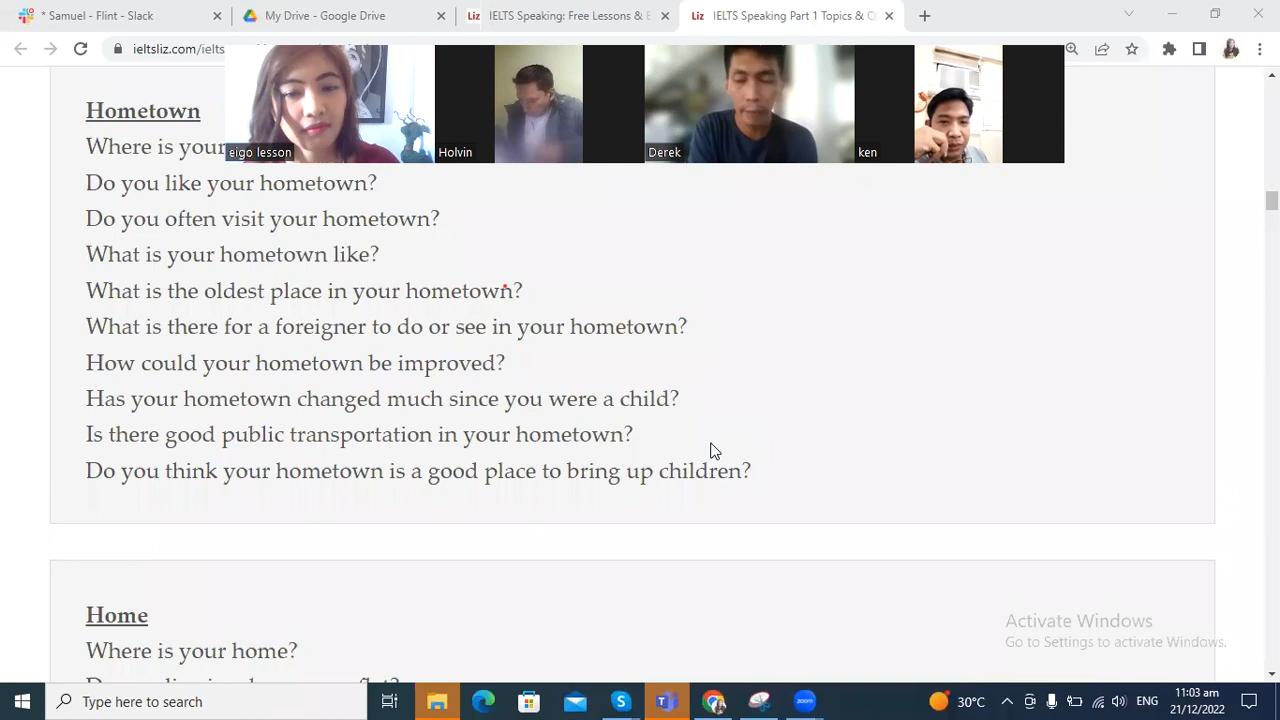 * Samuel - Flint - Slack
My Drive - Google Drive
Liz IELTS Speaking: Free Lessons & E
Liz IELTS Speaking Part 1 Topics & Q
ieltsliz.com/ielts
Hometown
Where is your
eigo lesson
Holvin
Derek
ken
Do you like your hometown?
Do you often visit your hometown?
What is your hometown like?
What is the oldest place in your hometown?
What is there for a foreigner to do or see in your hometown?
How could your hometown be improved?
Has your hometown changed much since you were a child?
Is there good public transportation in your hometown?
Do you think your hometown is a good place to bring up children?
Home
Where is your home?
Activate Windows
Go to Settings to activate Windows.
Type here to search
zoom
30°C
ENG
11:03 am
21/12/2022